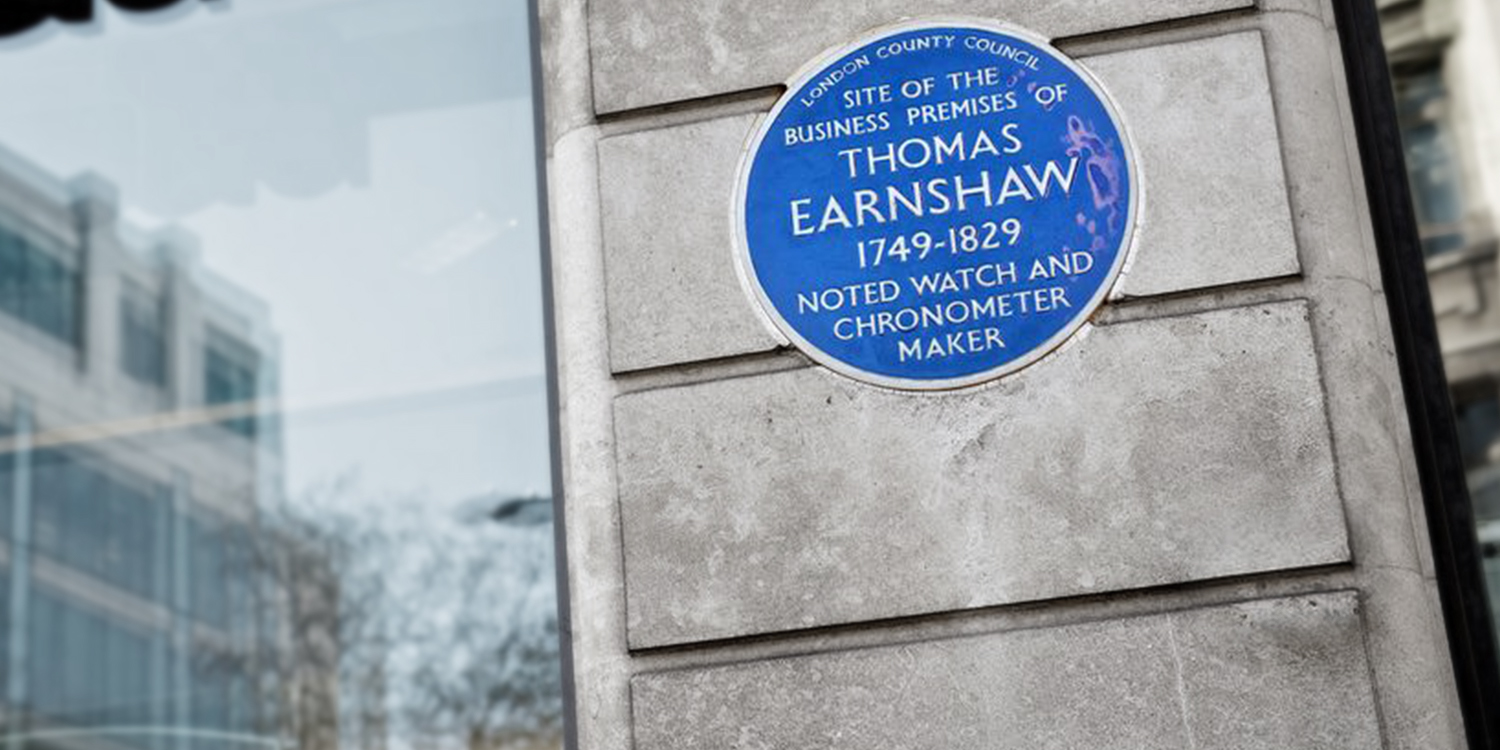 LONDON COUNTY COUNCIL
SITE OF THE
BUSINESS PREMISES OF
THOMAS
EARNSHAW
1749-1829
NOTED WATCH AND
CHRONOMETER
MAKER